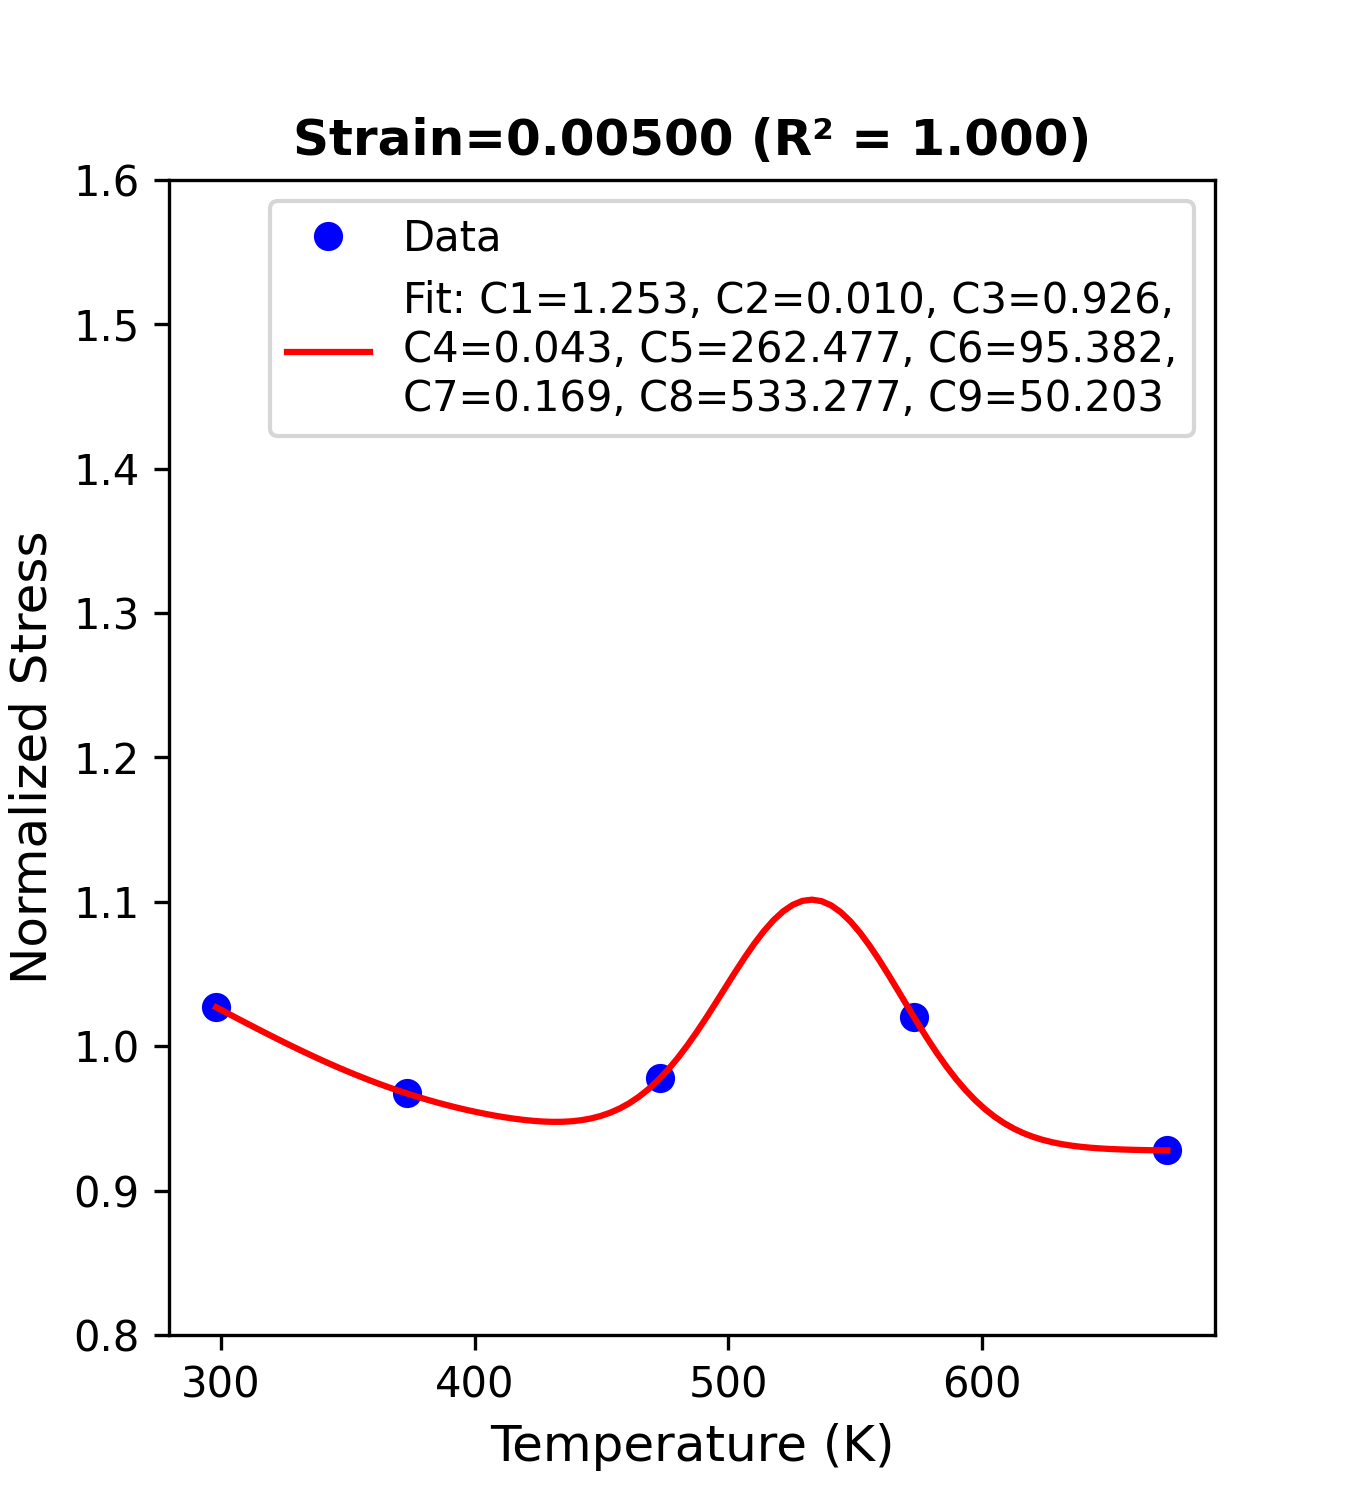 Strain=0.00500 (R² = 1.000)
1.6
1.5
1.4
1.3
1.2
1.1
1.0
0.9
0.8
Normalized Stress
Data
Fit: C1=1.253, C2=0.010, C3=0.926,
C4=0.043, C5=262.477, C6=95.382,
C7=0.169, C8=533.277, C9=50.203
300 400 500 600
Temperature (K)